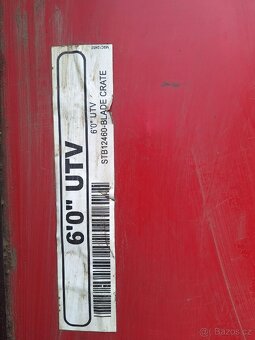 6'0" UTV
6'0" UTV
STB12460-BLADE CRATE
Bazos.cz